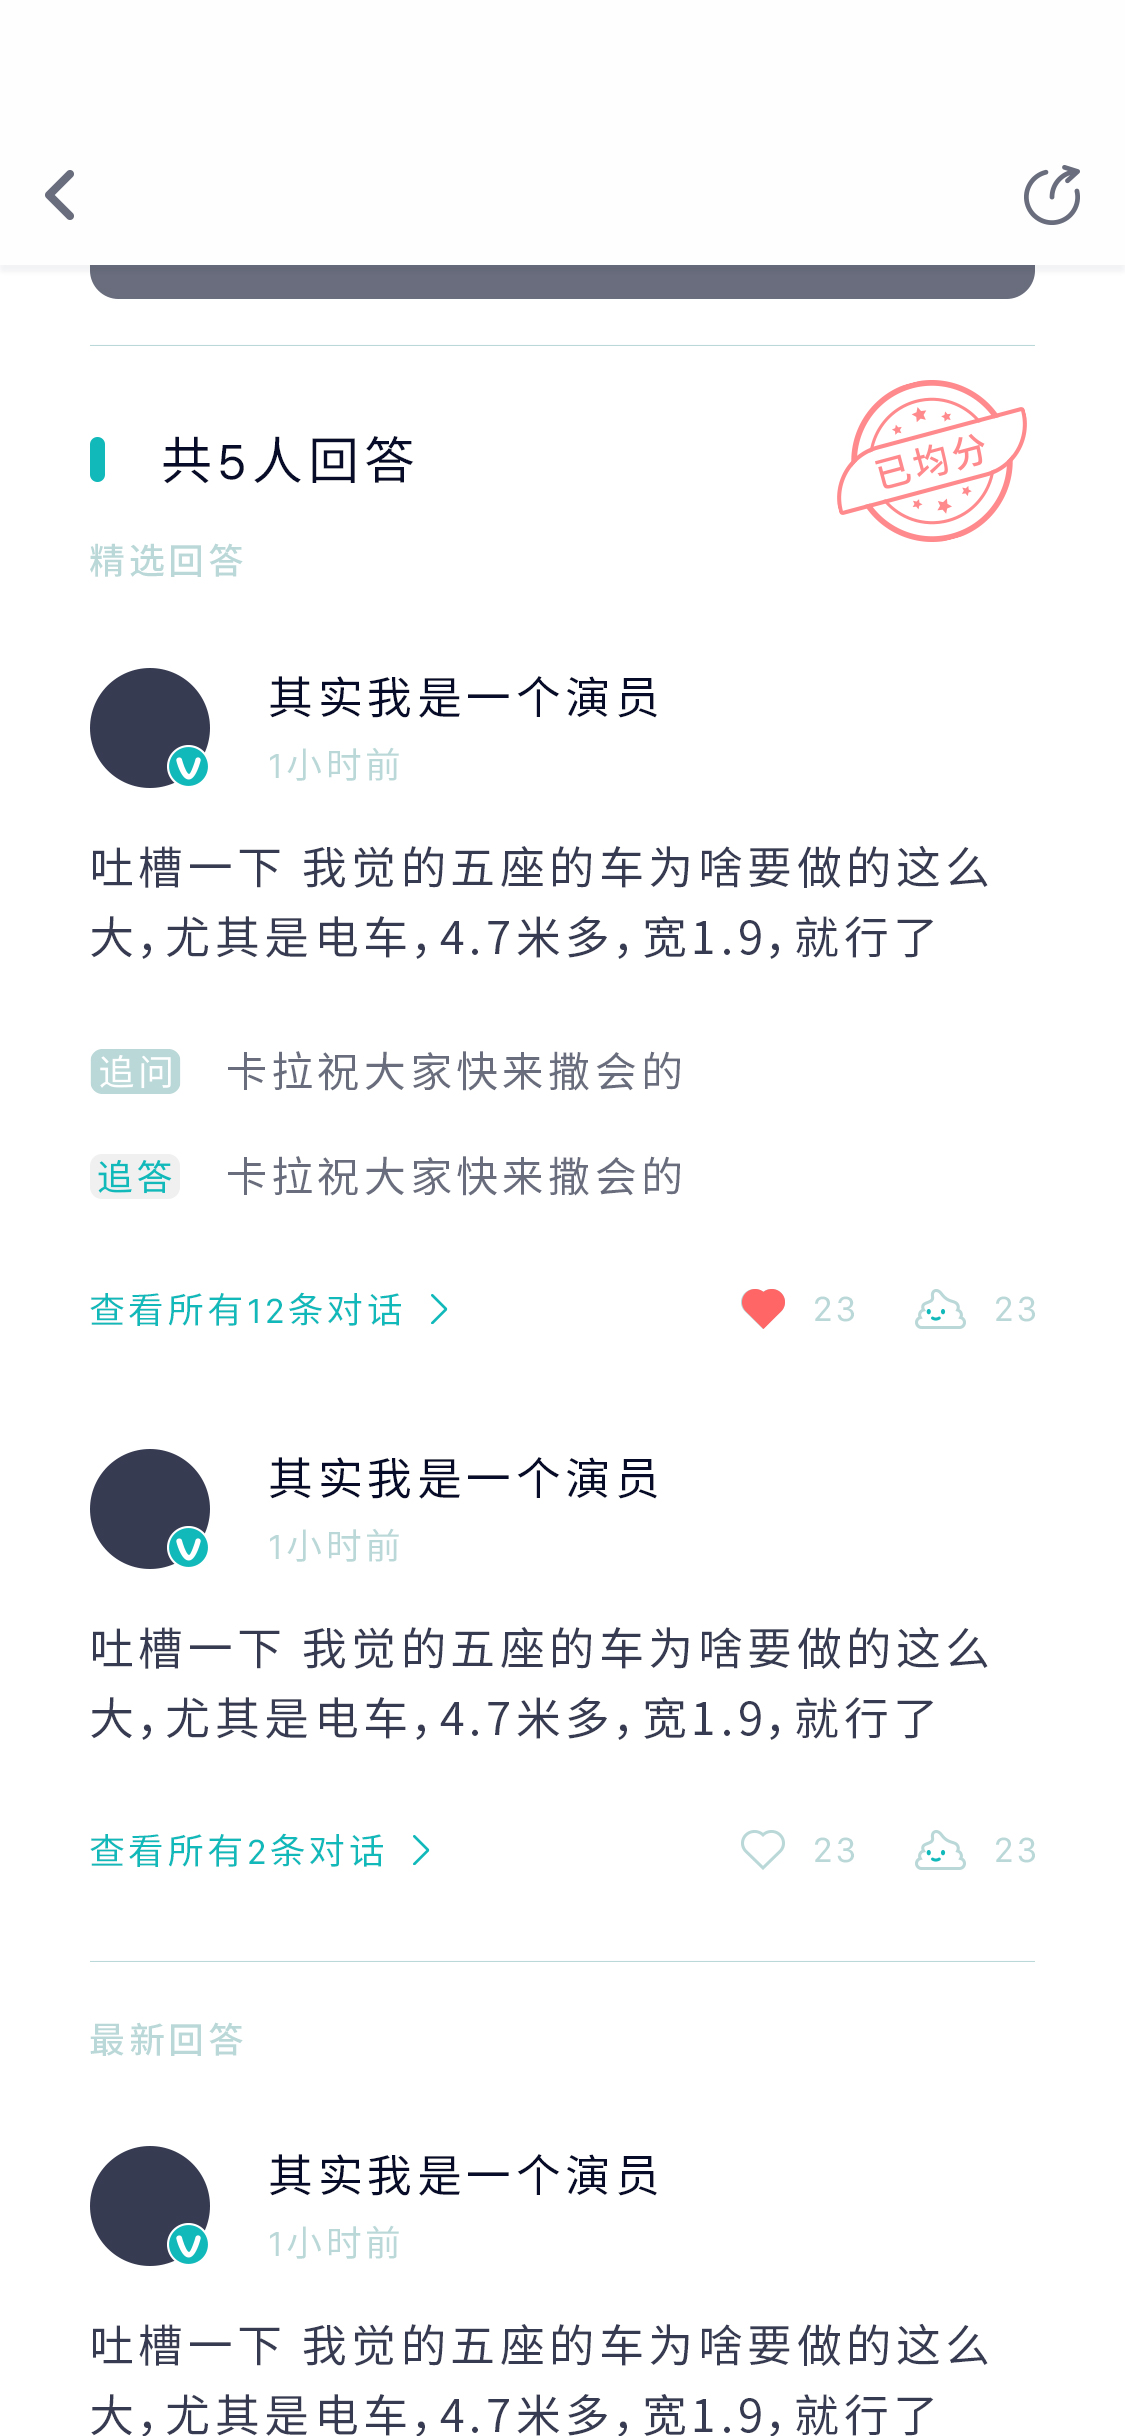 共5人回答
已均分
精选回答
其实我是一个演员
1小时前
吐槽一下 我觉的五座的车为啥要做的这么
大,尤其是电车,4.7米多,宽1.9,就行了
追问 卡拉祝大家快来撒会的
追答 卡拉祝大家快来撒会的
查看所有12条对话 23 23
其实我是一个演员
1小时前
吐槽一下 我觉的五座的车为啥要做的这么
大,尤其是电车,4.7米多,宽1.9,就行了
查看所有2条对话 23 23
最新回答
其实我是一个演员
1小时前
吐槽一下 我觉的五座的车为啥要做的这么
大,尤其是电车,4.7米多,宽1.9,就行了